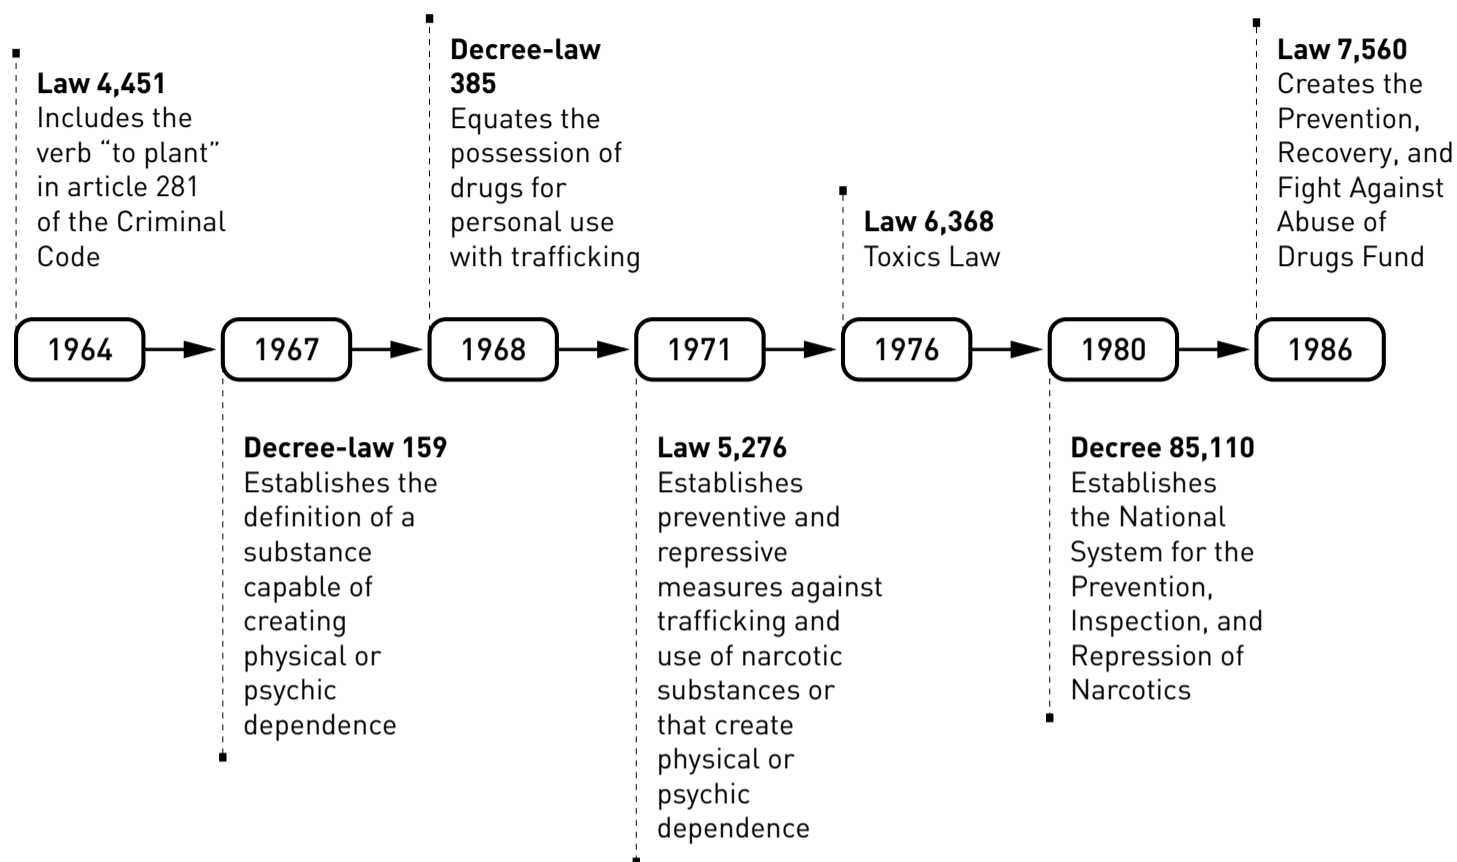 Law 4,451
Includes the
verb “to plant”
in article 281
of the Criminal
Code
Decree-law
385
Equates the
possession of
drugs for
personal use
with trafficking
Law 6,368
Toxics Law
Law 7,560
Creates the
Prevention,
Recovery, and
Fight Against
Abuse of
Drugs Fund
1964
1967
1968
1971
1976
1980
1986
Decree-law 159
Establishes the
definition of a
substance
capable of
creating
physical or
psychic
dependence
Law 5,276
Establishes
preventive and
repressive
measures against
trafficking and
use of narcotic
substances or
that create
physical or
psychic
dependence
Decree 85,110
Establishes
the National
System for the
Prevention,
Inspection, and
Repression of
Narcotics